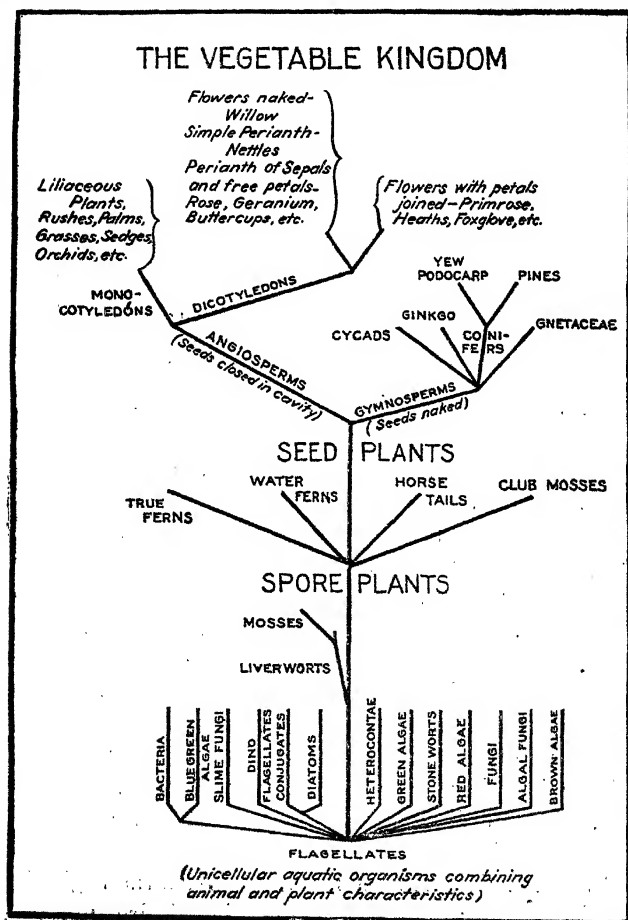 THE VEGETABLE KINGDOM
Flowers naked-
Willow
Simple Perianth-
Nettles
Perianth of Sepals
and free petals-
Rose, Geranium,
Buttercups, etc.
Liliaceous
Plants,
Rushes, Palms,
Grasses, Sedges,
Orchids, etc.
Flowers with petals
joined-Primrose,
Heaths, Foxglove, etc.
MONO-
COTYLEDONS
DICOTYLEDONS
ANGIOSPERMS
(Seeds closed in cavity)
CYCADS
GINKGO
YEW
PODOCARP
PINES
CONI-
FERS
GNETACEAE
GYMNOSPERMS
(Seeds naked)
SEED PLANTS
TRUE
FERNS
WATER
FERNS
HORSE
TAILS
CLUB MOSSES
SPORE PLANTS
MOSSES
LIVERWORTS
BACTERIA
BLUE GREEN
ALGAE
SLIME FUNGI
DINO
FLAGELLATES
CONJUGATES
DIATOMS
HETEROCONTAE
GREEN ALGAE
STONE WORTS
RED ALGAE
FUNGI
ALGAL FUNGI
BROWN ALGAE
FLAGELLATES
(Unicellular aquatic organisms combining
animal and plant characteristics)